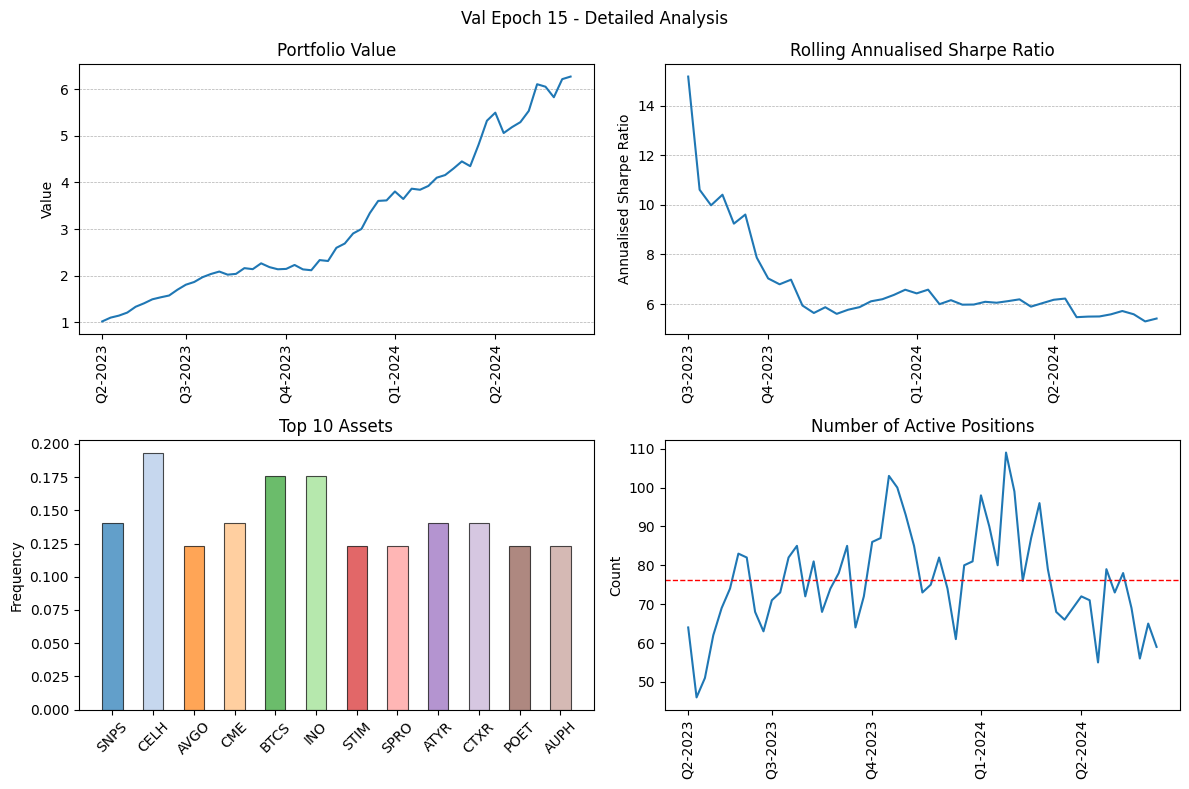 Val Epoch 15 - Detailed Analysis
Portfolio Value
Value
6
5
4
3
2
1
Q2-2023
Q3-2023
Q4-2023
Q1-2024
Q2-2024
Rolling Annualised Sharpe Ratio
Annualised Sharpe Ratio
14
12
10
8
6
Q3-2023
Q4-2023
Q1-2024
Q2-2024
Top 10 Assets
Frequency
0.200
0.175
0.150
0.125
0.100
0.075
0.050
0.025
0.000
SNPS
CELH
AVGO
CME
BTCS
INO
STIM
SPRO
ATYR
CTXR
POET
AUPH
Number of Active Positions
Count
110
100
90
80
70
60
50
Q2-2023
Q3-2023
Q4-2023
Q1-2024
Q2-2024